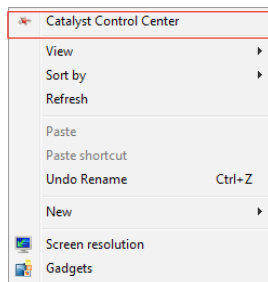 Catalyst Control Center
View
Sort by
Refresh
Paste
Paste shortcut
Undo Rename Ctrl+Z
New
Screen resolution
Gadgets